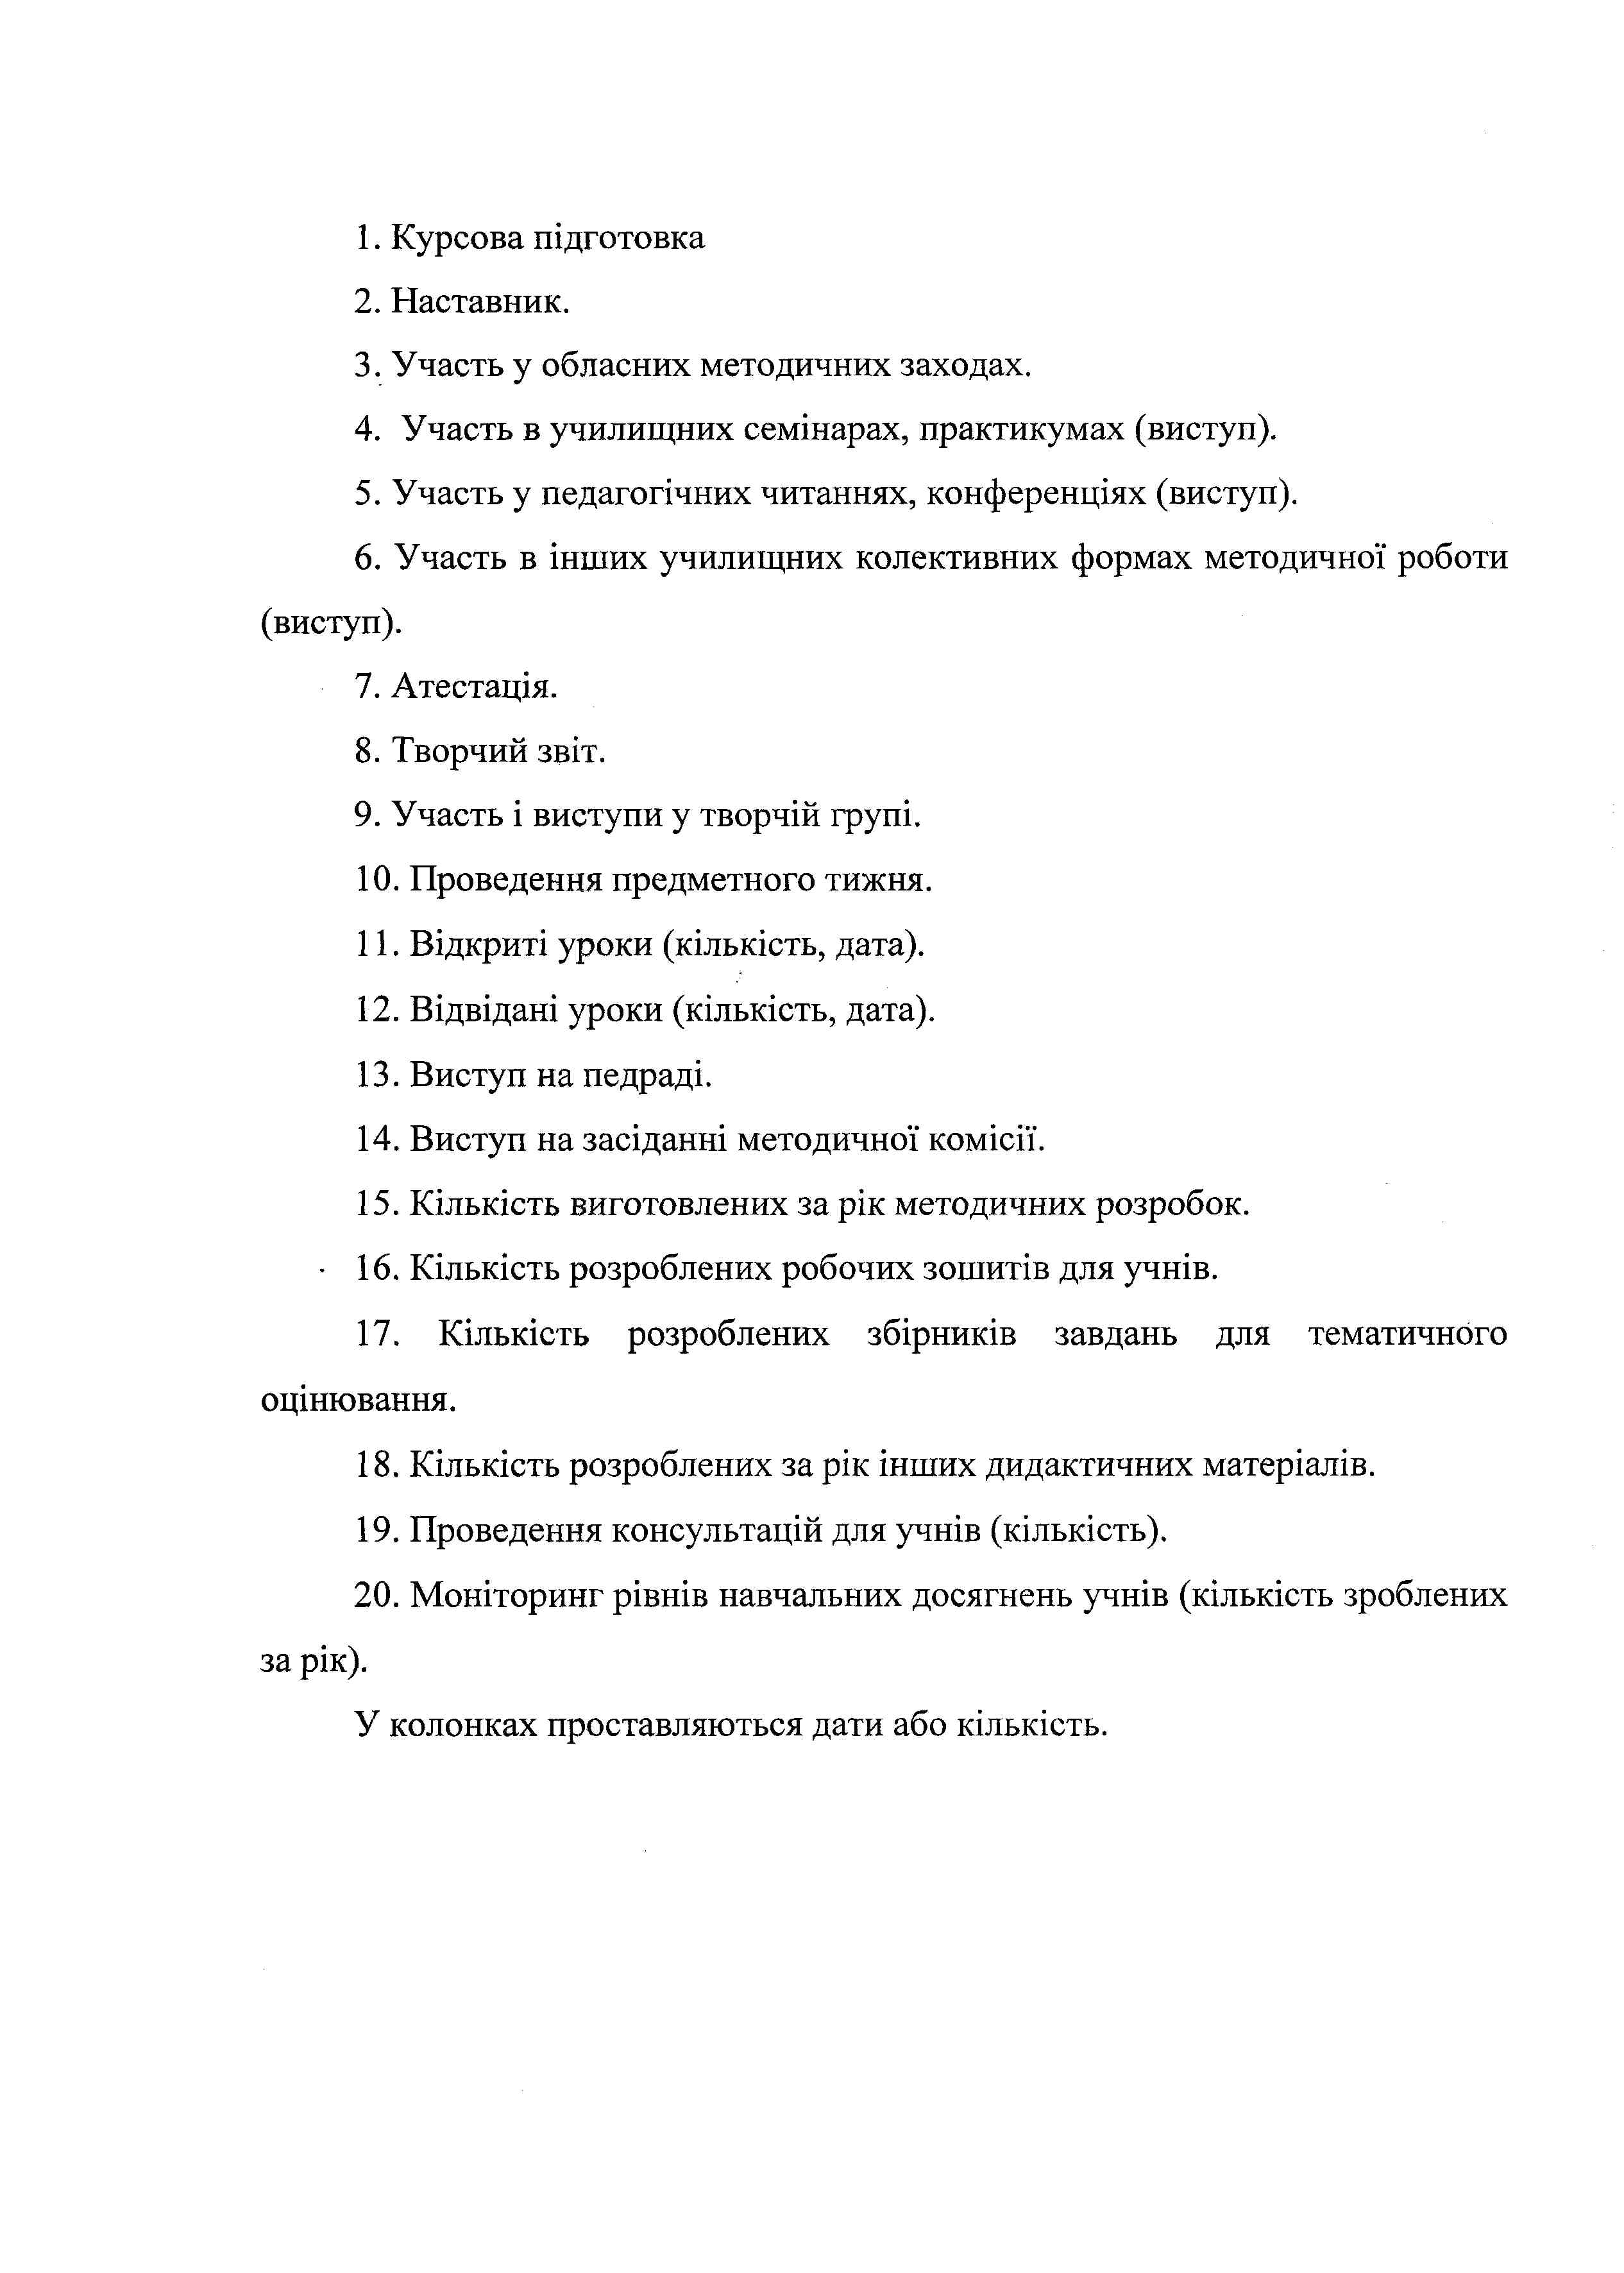 1. Курсова підготовка
2. Наставник.
3. Участь у обласних методичних заходах.
4. Участь в училищних семінарах, практикумах (виступ).
5. Участь у педагогічних читаннях, конференціях (виступ).
6. Участь в інших училищних колективних формах методичної роботи
(виступ).
7. Атестація.
8. Творчий звіт.
9. Участь і виступи у творчій групі.
10. Проведення предметного тижня.
11. Відкриті уроки (кількість, дата).
12. Відвідані уроки (кількість, дата).
13. Виступ на педраді.
14. Виступ на засіданні методичної комісії.
15. Кількість виготовлених за рік методичних розробок.
16. Кількість розроблених робочих зошитів для учнів.
17. Кількість розроблених збірників завдань для тематичного
оцінювання.
18. Кількість розроблених за рік інших дидактичних матеріалів.
19. Проведення консультацій для учнів (кількість).
20. Моніторинг рівнів навчальних досягнень учнів (кількість зроблених
за рік).
У колонках проставляються дати або кількість.